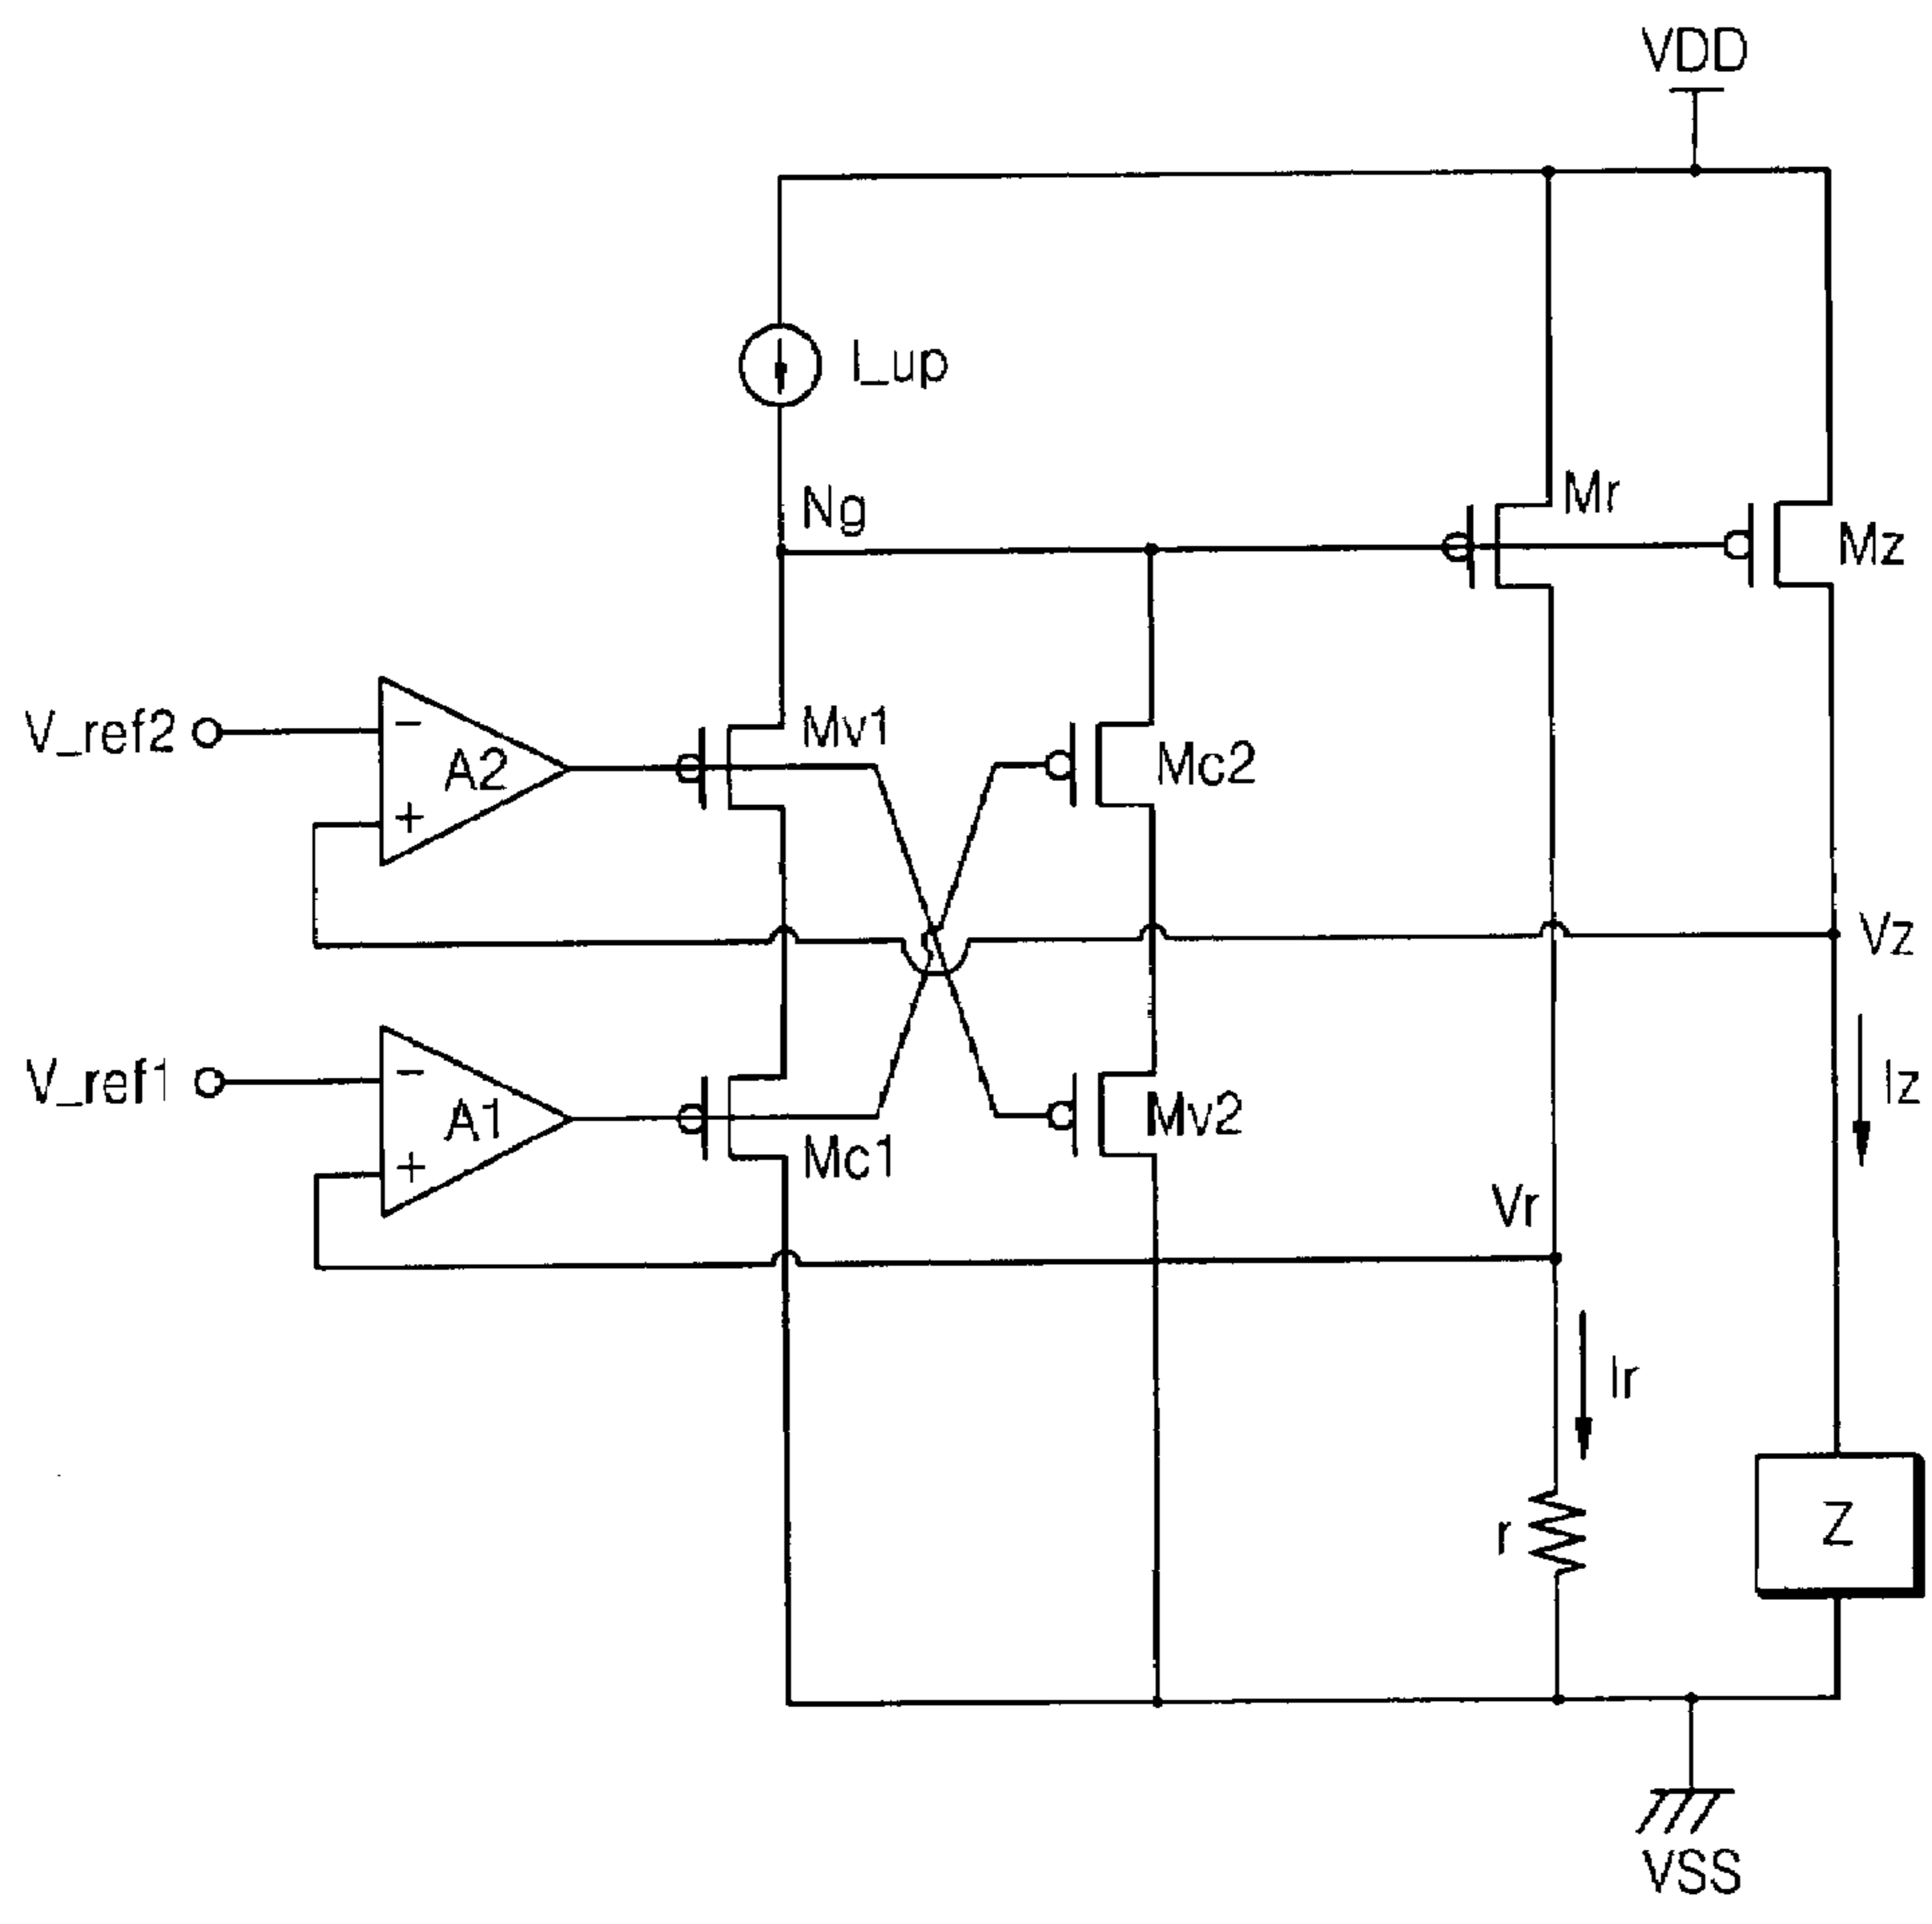 VDD
I_up
Ng
Mr
Mz
V_ref2
−
A2
+
Mv1
Mc2
Vz
V_ref1
−
A1
+
Mc1
Mv2
Iz
Vr
Ir
r
Z
VSS